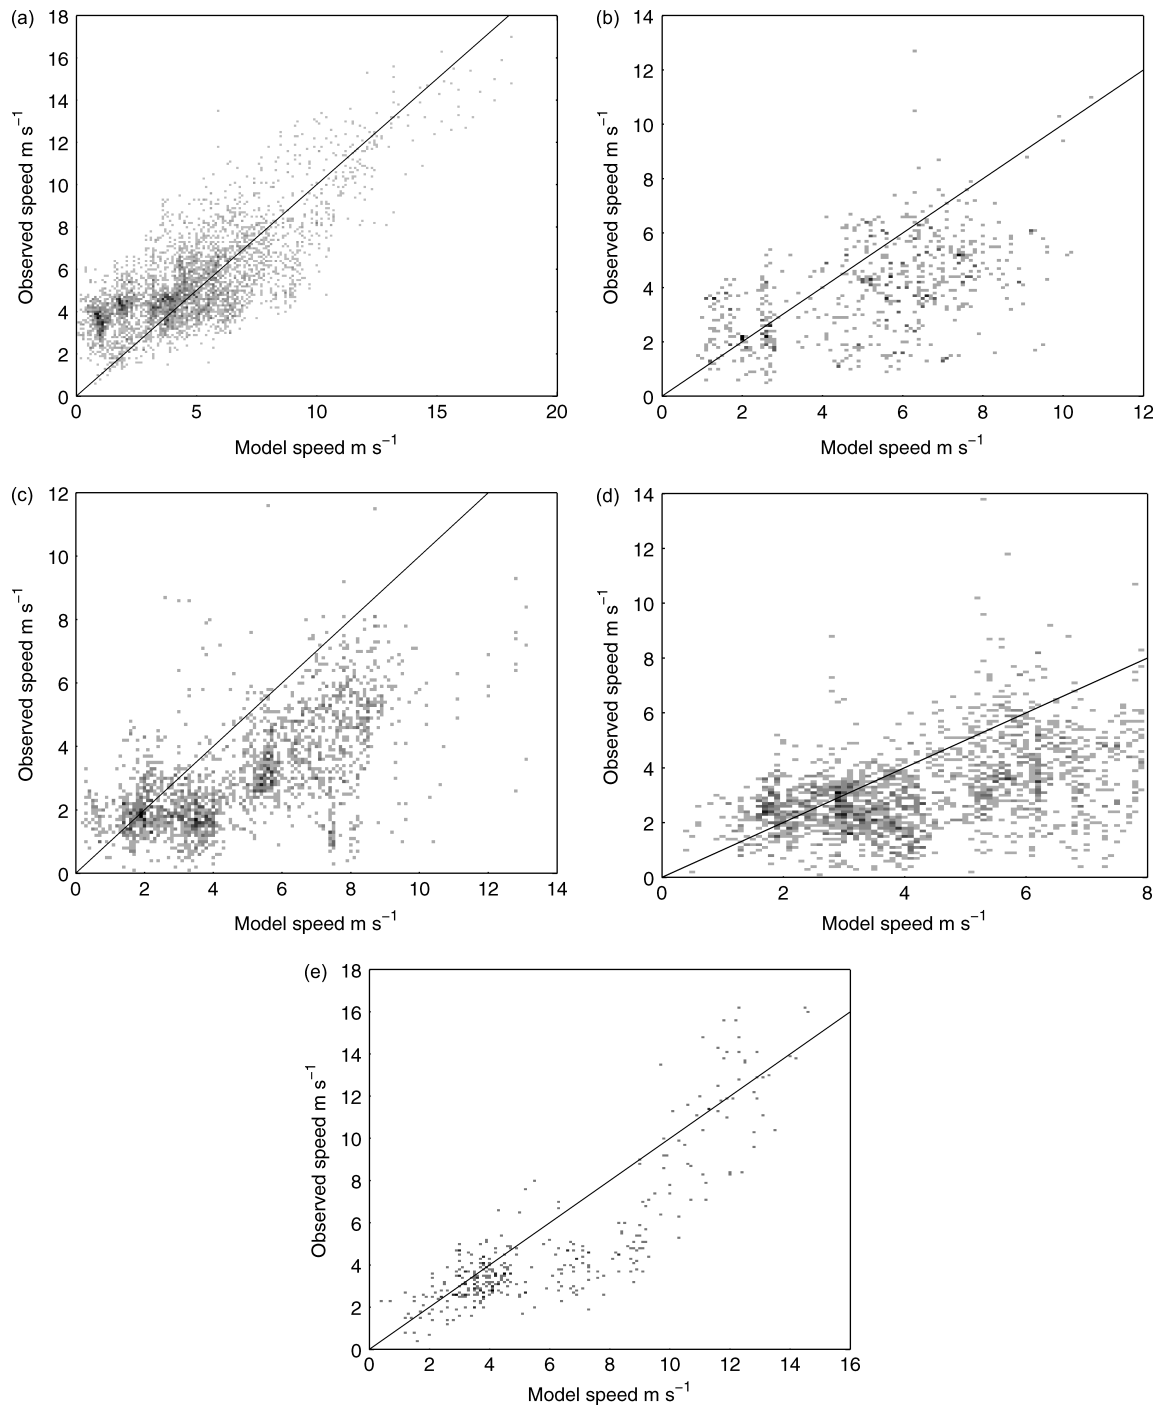 (a)
18
16
14
12
10
8
6
4
2
0
Observed speed m s−1
0 5 10 15 20
Model speed m s−1
(b)
14
12
10
8
6
4
2
0
Observed speed m s−1
0 2 4 6 8 10 12
Model speed m s−1
(c)
12
10
8
6
4
2
0
Observed speed m s−1
0 2 4 6 8 10 12 14
Model speed m s−1
(d)
14
12
10
8
6
4
2
0
Observed speed m s−1
0 2 4 6 8
Model speed m s−1
(e)
18
16
14
12
10
8
6
4
2
0
Observed speed m s−1
0 2 4 6 8 10 12 14 16
Model speed m s−1